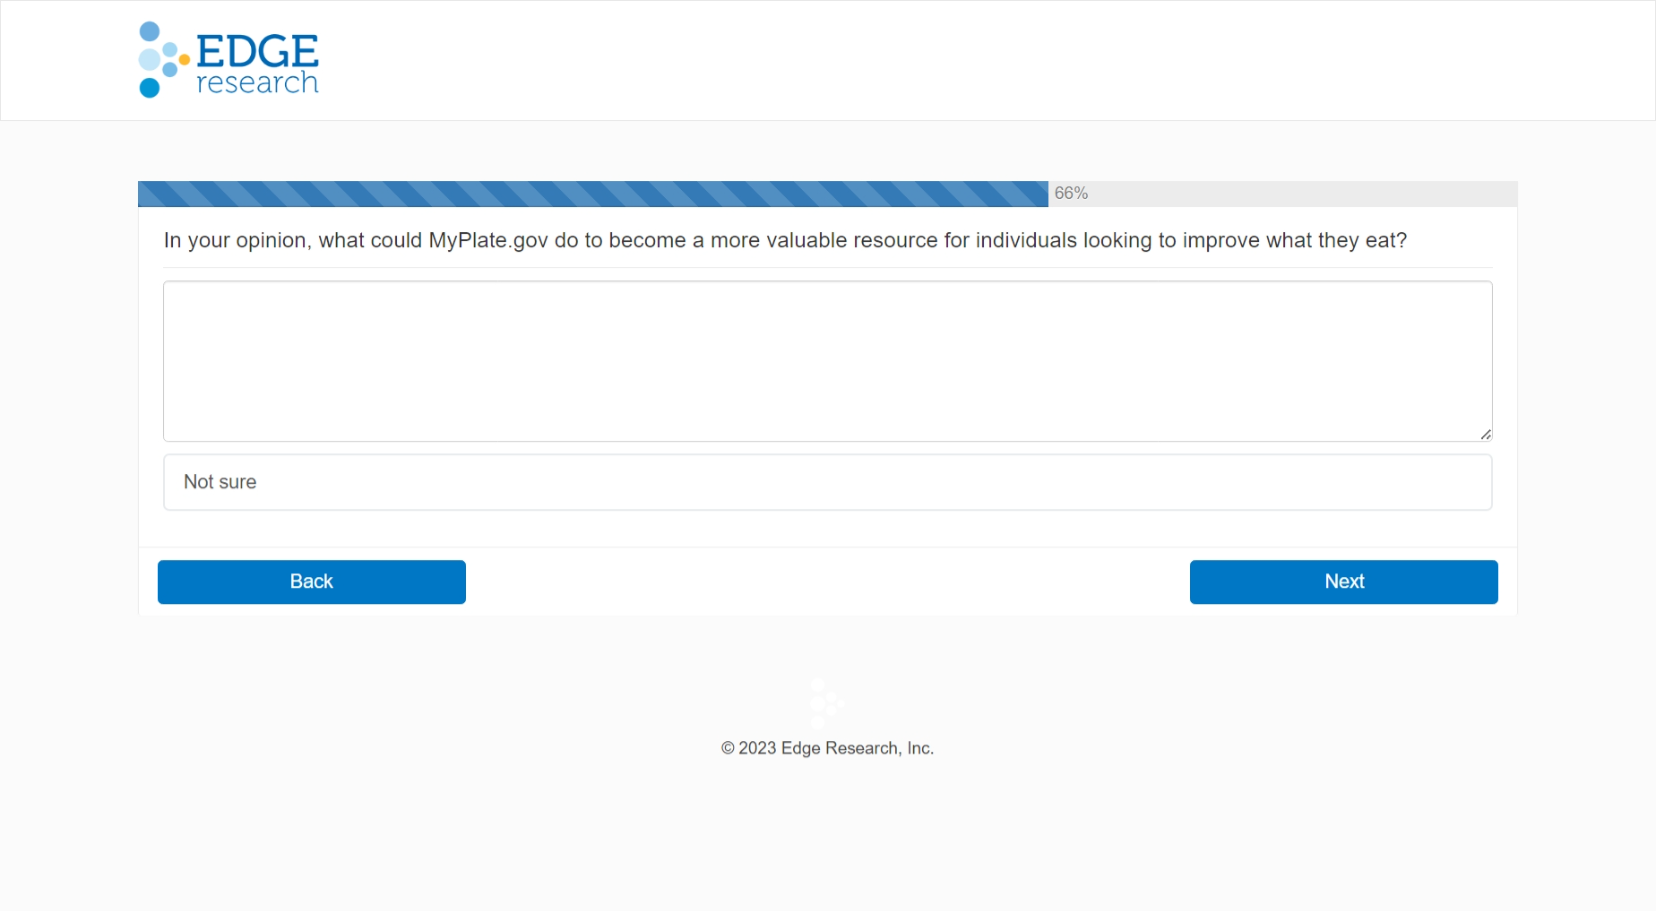 EDGE
research
66%
In your opinion, what could MyPlate.gov do to become a more valuable resource for individuals looking to improve what they eat?
Not sure
Back
Next
© 2023 Edge Research, Inc.